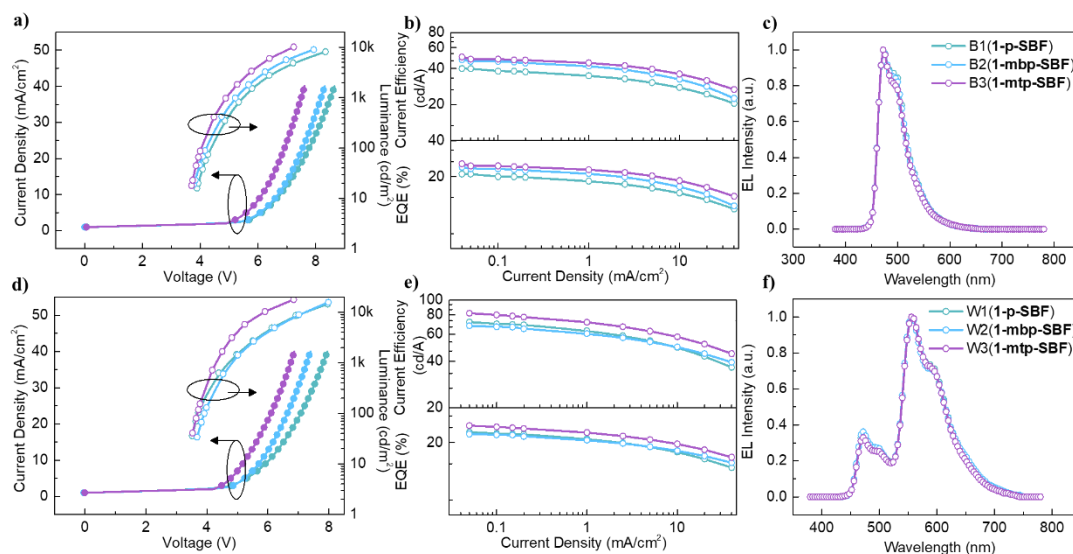 a)
Current Density (mA/cm²)
50
40
30
20
10
0
0
2
4
6
8
Voltage (V)
10k
1000
100
10
1
Luminance (cd/m²)
b)
Current Efficiency
(cd/A)
80
60
40
40
EQE (%)
20
0.1
1
10
Current Density (mA/cm²)
c)
EL Intensity (a.u.)
1.0
0.8
0.6
0.4
0.2
0.0
B1(1-p-SBF)
B2(1-mbp-SBF)
B3(1-mtp-SBF)
300
400
500
600
700
800
Wavelength (nm)
d)
Current Density (mA/cm²)
50
40
30
20
10
0
0
2
4
6
8
Voltage (V)
10k
1000
100
10
1
Luminance (cd/m²)
e)
Current Efficiency
(cd/A)
100
80
60
40
20
EQE (%)
20
0.1
1
10
Current Density (mA/cm²)
f)
EL Intensity (a.u.)
1.0
0.8
0.6
0.4
0.2
0.0
W1(1-p-SBF)
W2(1-mbp-SBF)
W3(1-mtp-SBF)
400
500
600
700
800
Wavelength (nm)